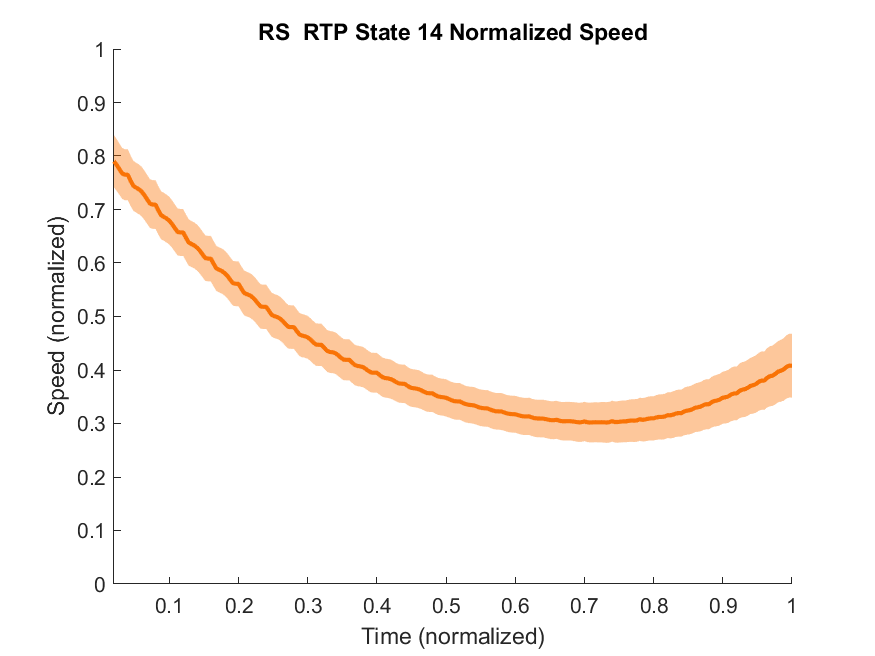 RS  RTP State 14 Normalized Speed
1
0.9
0.8
0.7
0.6
0.5
0.4
0.3
0.2
0.1
0
Speed (normalized)
0.1 0.2 0.3 0.4 0.5 0.6 0.7 0.8 0.9 1
Time (normalized)